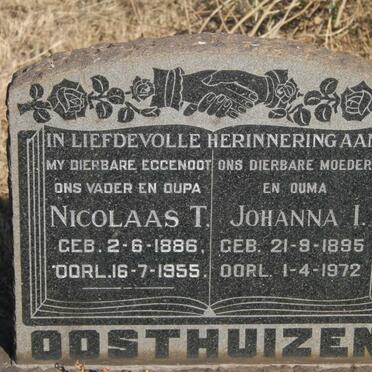 IN LIEFDEVOLLE HERINNERING AAN
MY DIERBARE EGGENOOT
ONS VADER EN OUPA
NICOLAAS T.
GEB. 2-6-1886.
OORL. 16-7-1955.
ONS DIERBARE MOEDER
EN OUMA
JOHANNA I.
GEB. 21-9-1895
OORL. 1-4-1972
OOSTHUIZEN